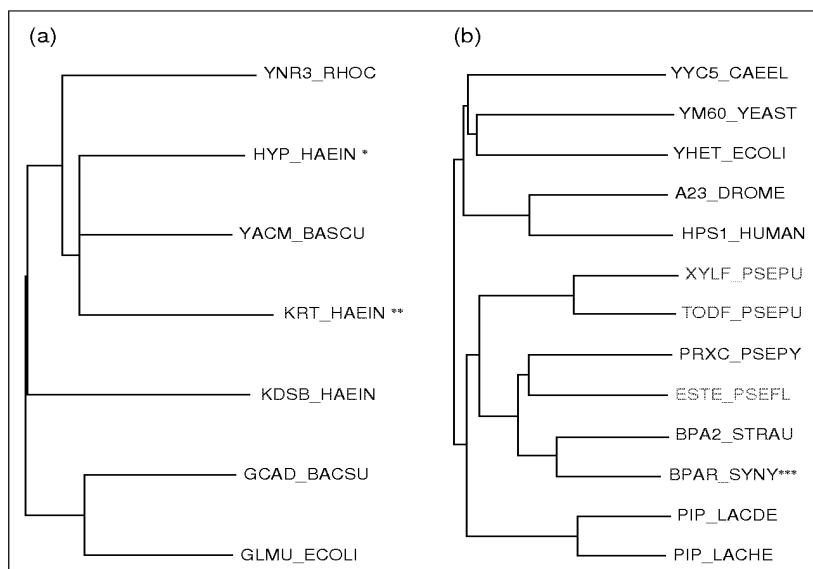 (a)
YNR3_RHOC
HYP_HAEIN *
YACM_BASCU
KRT_HAEIN **
KDSB_HAEIN
GCAD_BACSU
GLMU_ECOLI
(b)
YYC5_CAEEL
YM60_YEAST
YHET_ECOLI
A23_DROME
HPS1_HUMAN
XYLF_PSEPU
TODF_PSEPU
PRXC_PSEPY
ESTE_PSEFL
BPA2_STRAU
BPAR_SYNY***
PIP_LACDE
PIP_LACHE